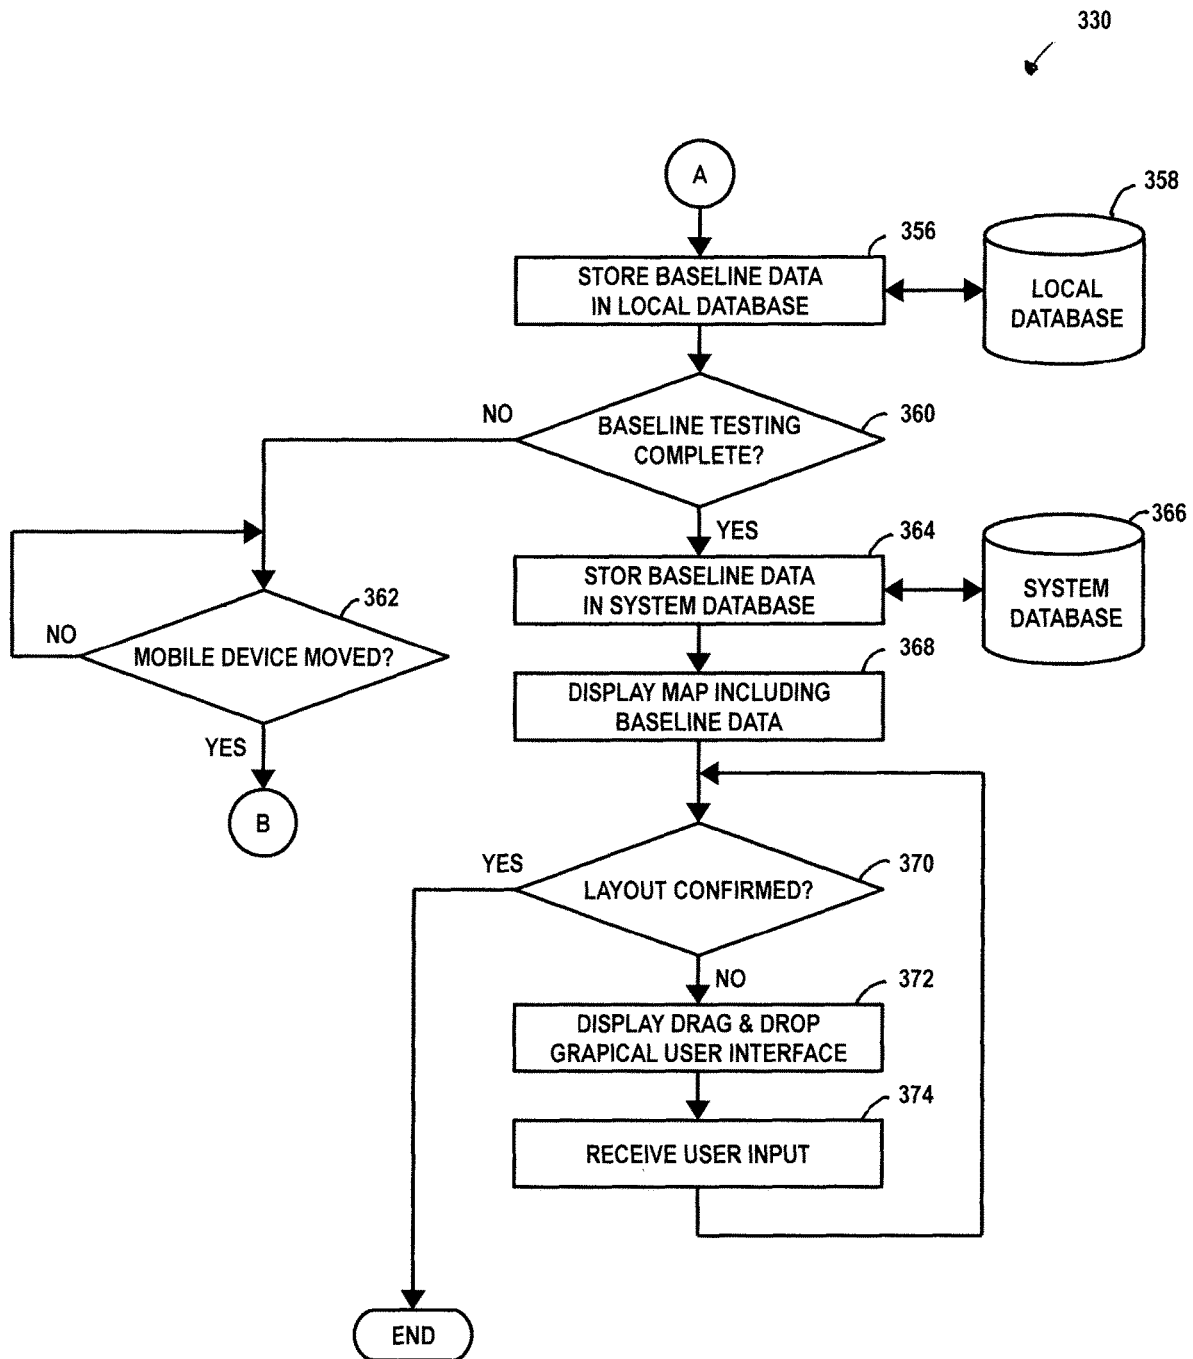 330
A
358
356
STORE BASELINE DATA
IN LOCAL DATABASE
LOCAL
DATABASE
NO
360
BASELINE TESTING
COMPLETE?
YES
364
366
STOR BASELINE DATA
IN SYSTEM DATABASE
SYSTEM
DATABASE
362
NO
MOBILE DEVICE MOVED?
368
DISPLAY MAP INCLUDING
BASELINE DATA
YES
B
YES
370
LAYOUT CONFIRMED?
NO
372
DISPLAY DRAG & DROP
GRAPICAL USER INTERFACE
374
RECEIVE USER INPUT
END